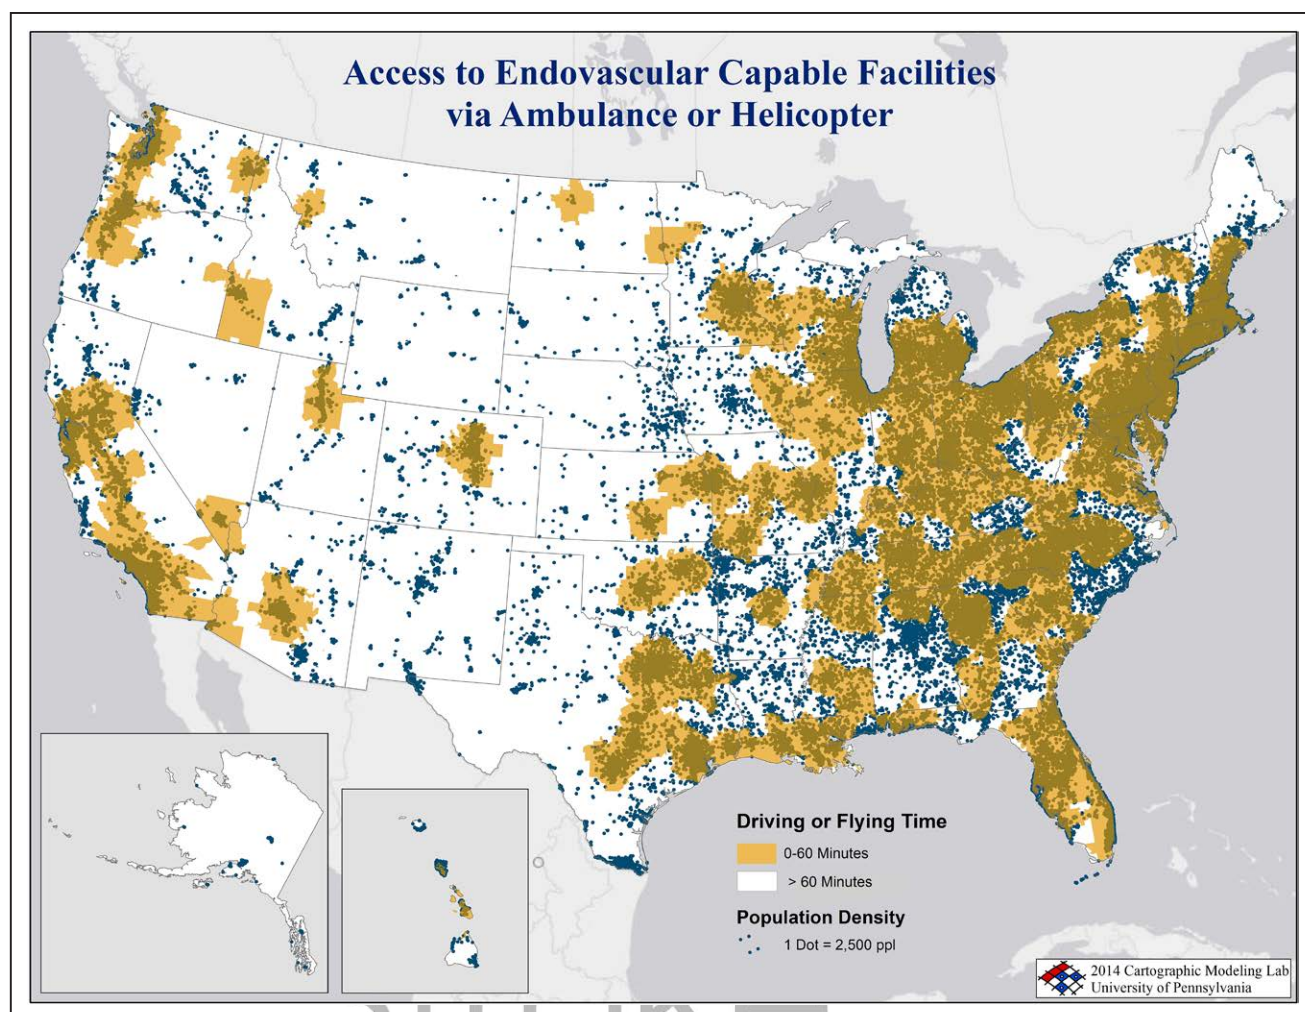 Access to Endovascular Capable Facilities
via Ambulance or Helicopter
Driving or Flying Time
0-60 Minutes
> 60 Minutes
Population Density
1 Dot = 2,500 ppl
2014 Cartographic Modeling Lab
University of Pennsylvania